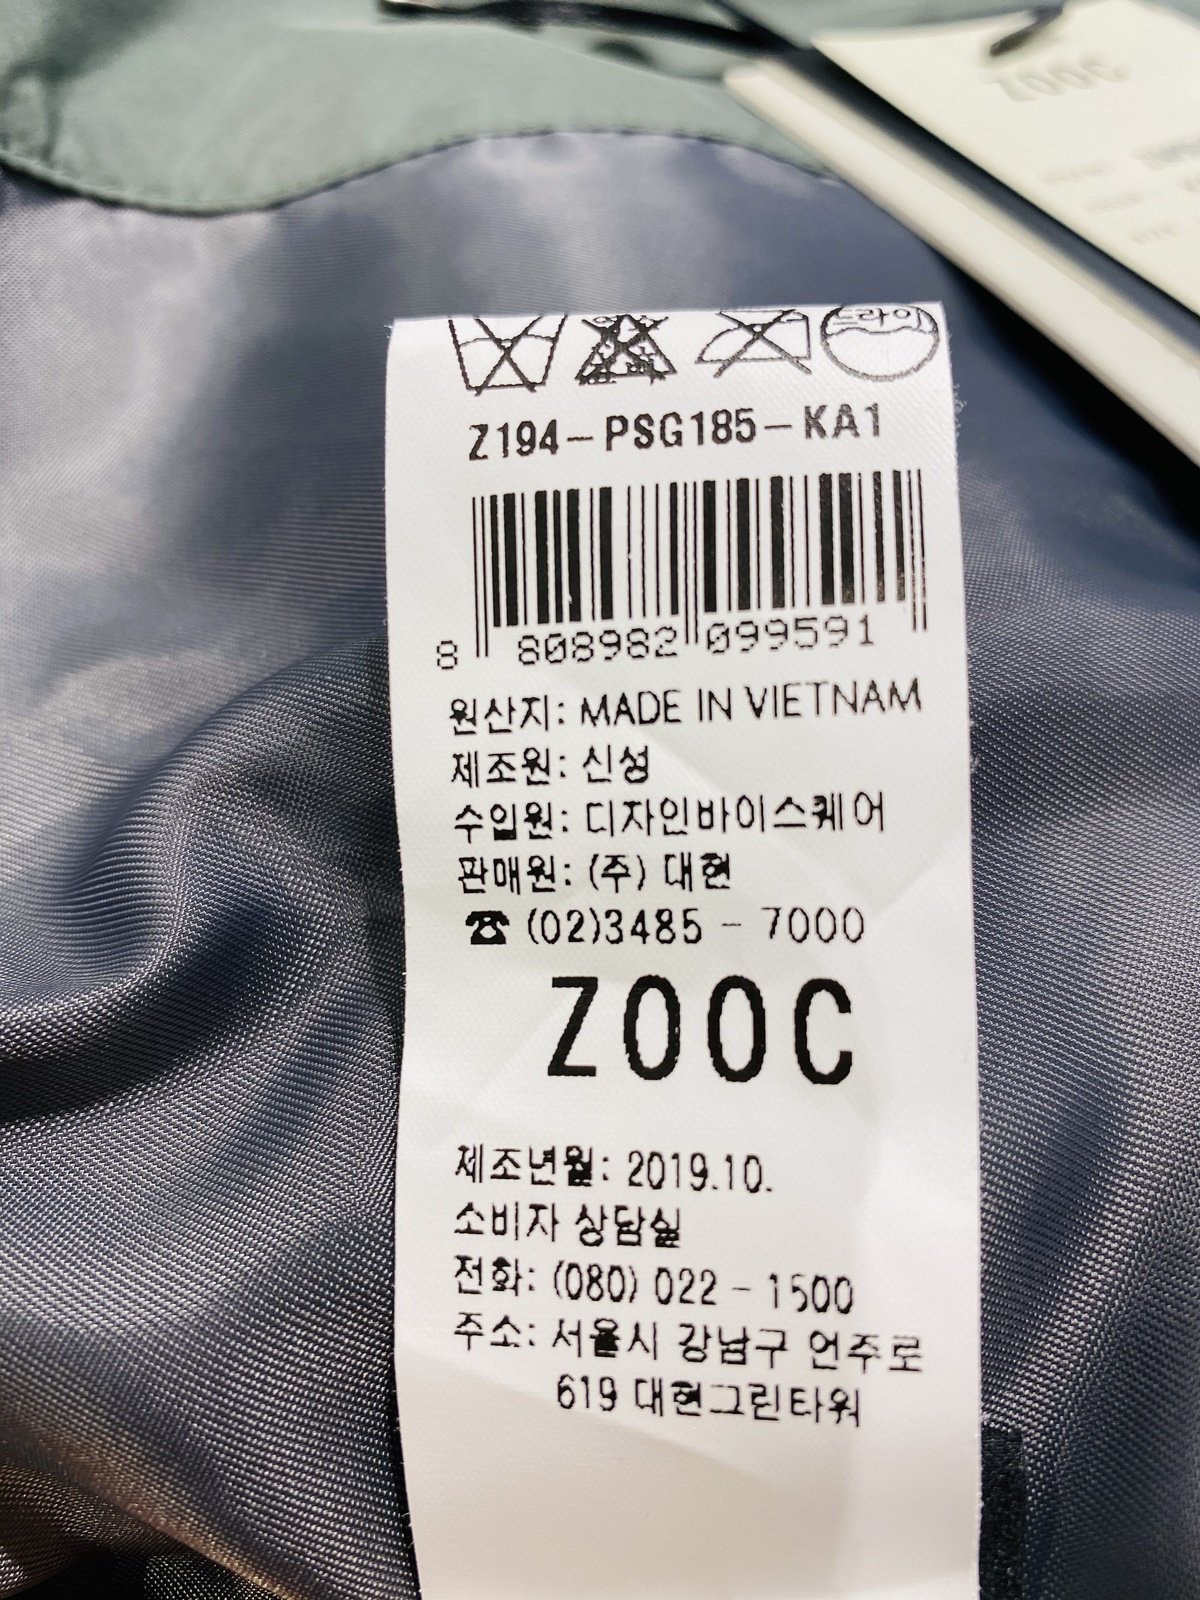 ZOOC
드라이
Z194-PSG185-KA1
8 808982 099591
원산지: MADE IN VIETNAM
제조원: 신성
수입원: 디자인바이스퀘어
판매원: (주) 대현
☎ (02)3485 - 7000
ZOOC
제조년월: 2019.10.
소비자 상담실
전화: (080) 022 - 1500
주소: 서울시 강남구 언주로
619 대현그린타워